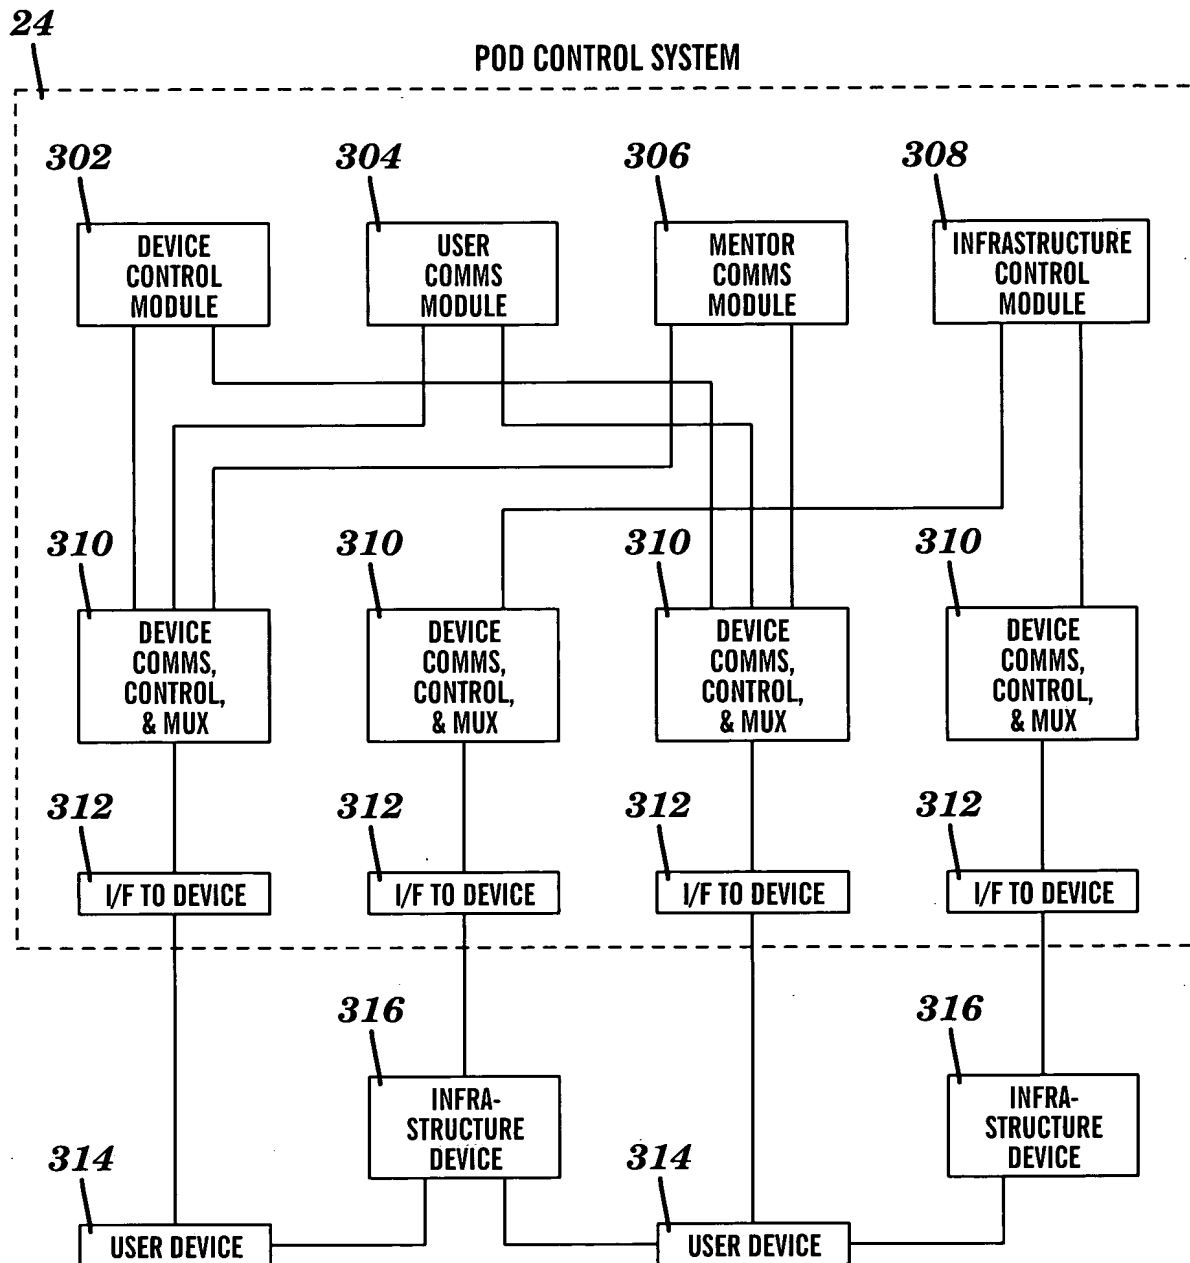 24
POD CONTROL SYSTEM
302
304
306
308
DEVICE
CONTROL
MODULE
USER
COMMS
MODULE
MENTOR
COMMS
MODULE
INFRASTRUCTURE
CONTROL
MODULE
310
310
310
310
DEVICE
COMMS,
CONTROL,
& MUX
DEVICE
COMMS,
CONTROL,
& MUX
DEVICE
COMMS,
CONTROL,
& MUX
DEVICE
COMMS,
CONTROL,
& MUX
312
312
312
312
I/F TO DEVICE
I/F TO DEVICE
I/F TO DEVICE
I/F TO DEVICE
316
316
INFRA-
STRUCTURE
DEVICE
INFRA-
STRUCTURE
DEVICE
314
314
USER DEVICE
USER DEVICE